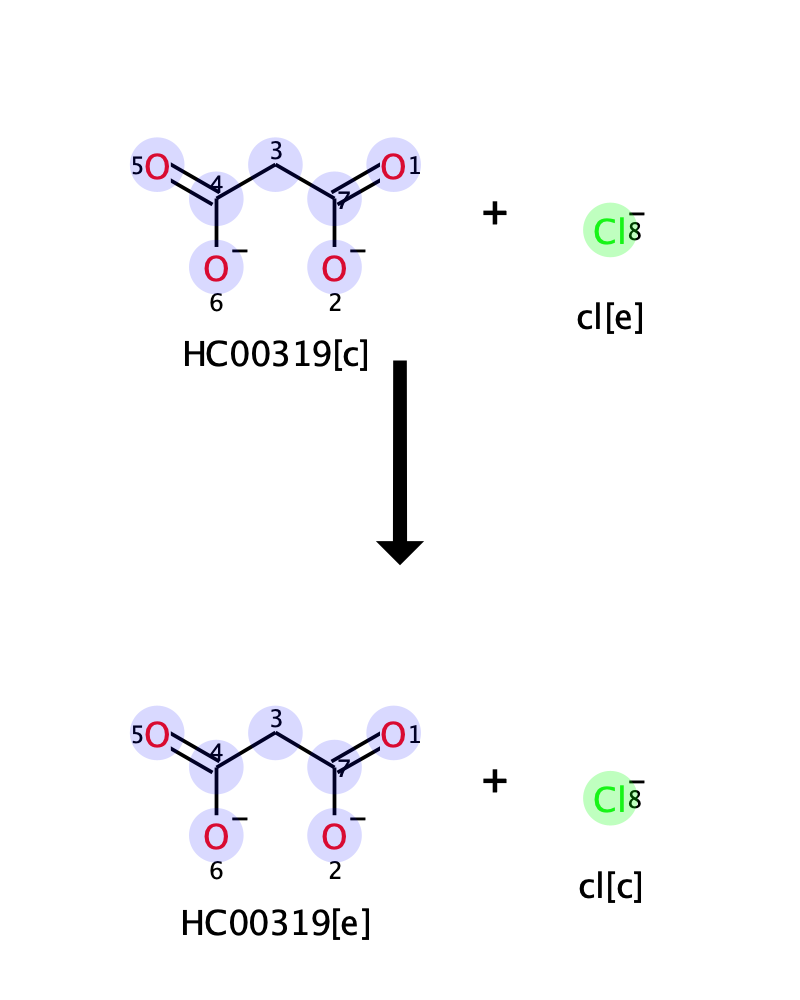 5O 4 3 7 O1
O⁻ O⁻
6 2
+
Cl⁻8
HC00319[c]
cl[e]
5O 4 3 7 O1
O⁻ O⁻
6 2
+
Cl⁻8
HC00319[e]
cl[c]